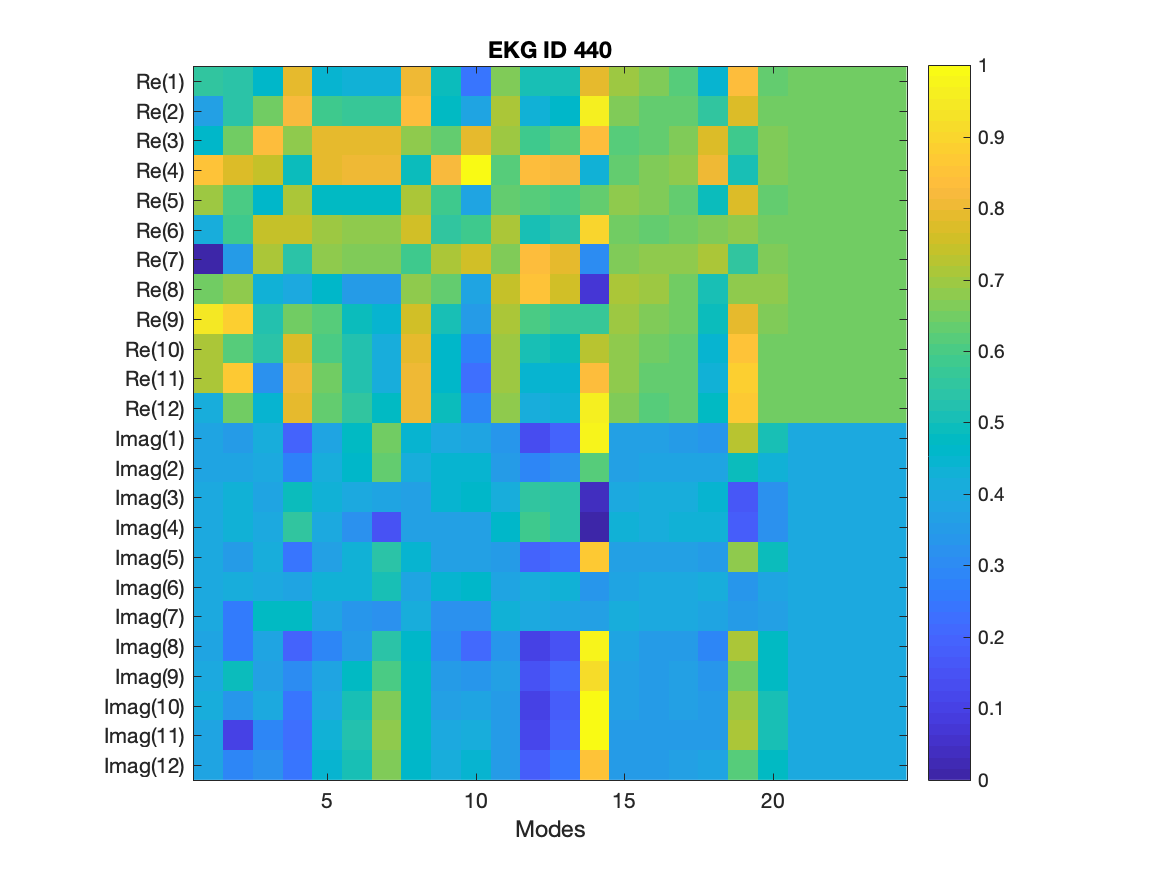 EKG ID 440
Re(1)
Re(2)
Re(3)
Re(4)
Re(5)
Re(6)
Re(7)
Re(8)
Re(9)
Re(10)
Re(11)
Re(12)
Imag(1)
Imag(2)
Imag(3)
Imag(4)
Imag(5)
Imag(6)
Imag(7)
Imag(8)
Imag(9)
Imag(10)
Imag(11)
Imag(12)
5 10 15 20
Modes
1
0.9
0.8
0.7
0.6
0.5
0.4
0.3
0.2
0.1
0